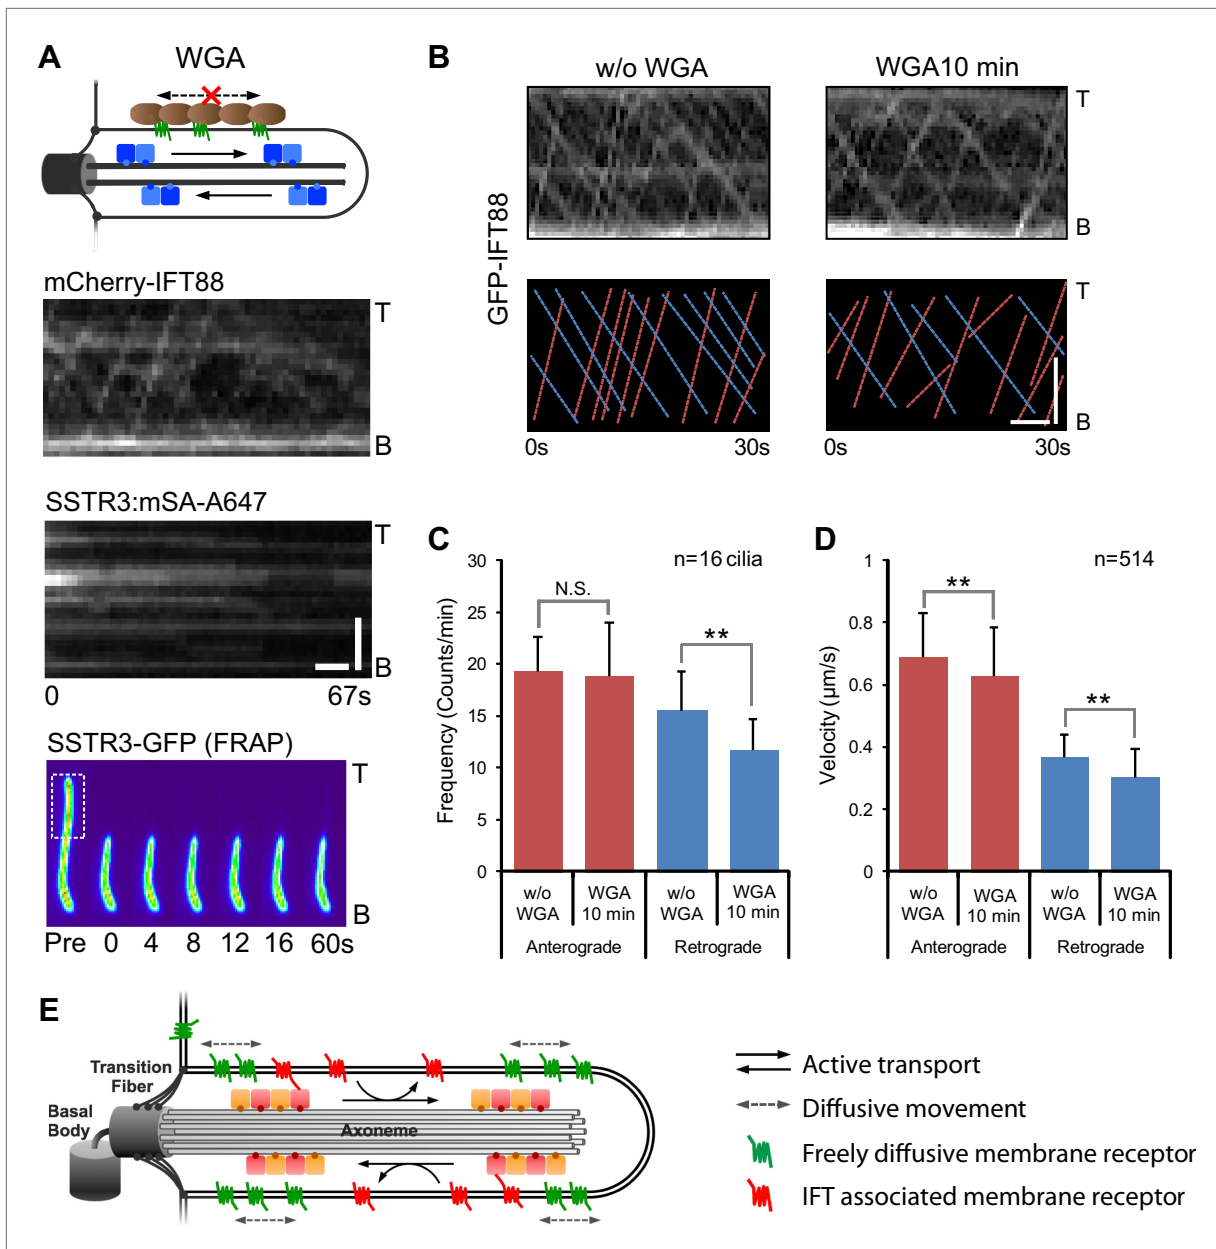 A
WGA
mCherry-IFT88
T
B
SSTR3:mSA-A647
T
B
0
67s
SSTR3-GFP (FRAP)
T
B
Pre 0 4 8 12 16 60s
B
w/o WGA
WGA10 min
GFP-IFT88
T
B
T
B
0s
30s
0s
30s
C
n=16 cilia
Frequency (Counts/min)
30
25
20
15
10
5
0
N.S.
**
w/o WGA
WGA 10 min
w/o WGA
WGA 10 min
Anterograde
Retrograde
D
n=514
Velocity (µm/s)
1
0.8
0.6
0.4
0.2
0
**
**
w/o WGA
WGA 10 min
w/o WGA
WGA 10 min
Anterograde
Retrograde
E
Transition
Fiber
Basal
Body
Axoneme
Active transport
Diffusive movement
Freely diffusive membrane receptor
IFT associated membrane receptor